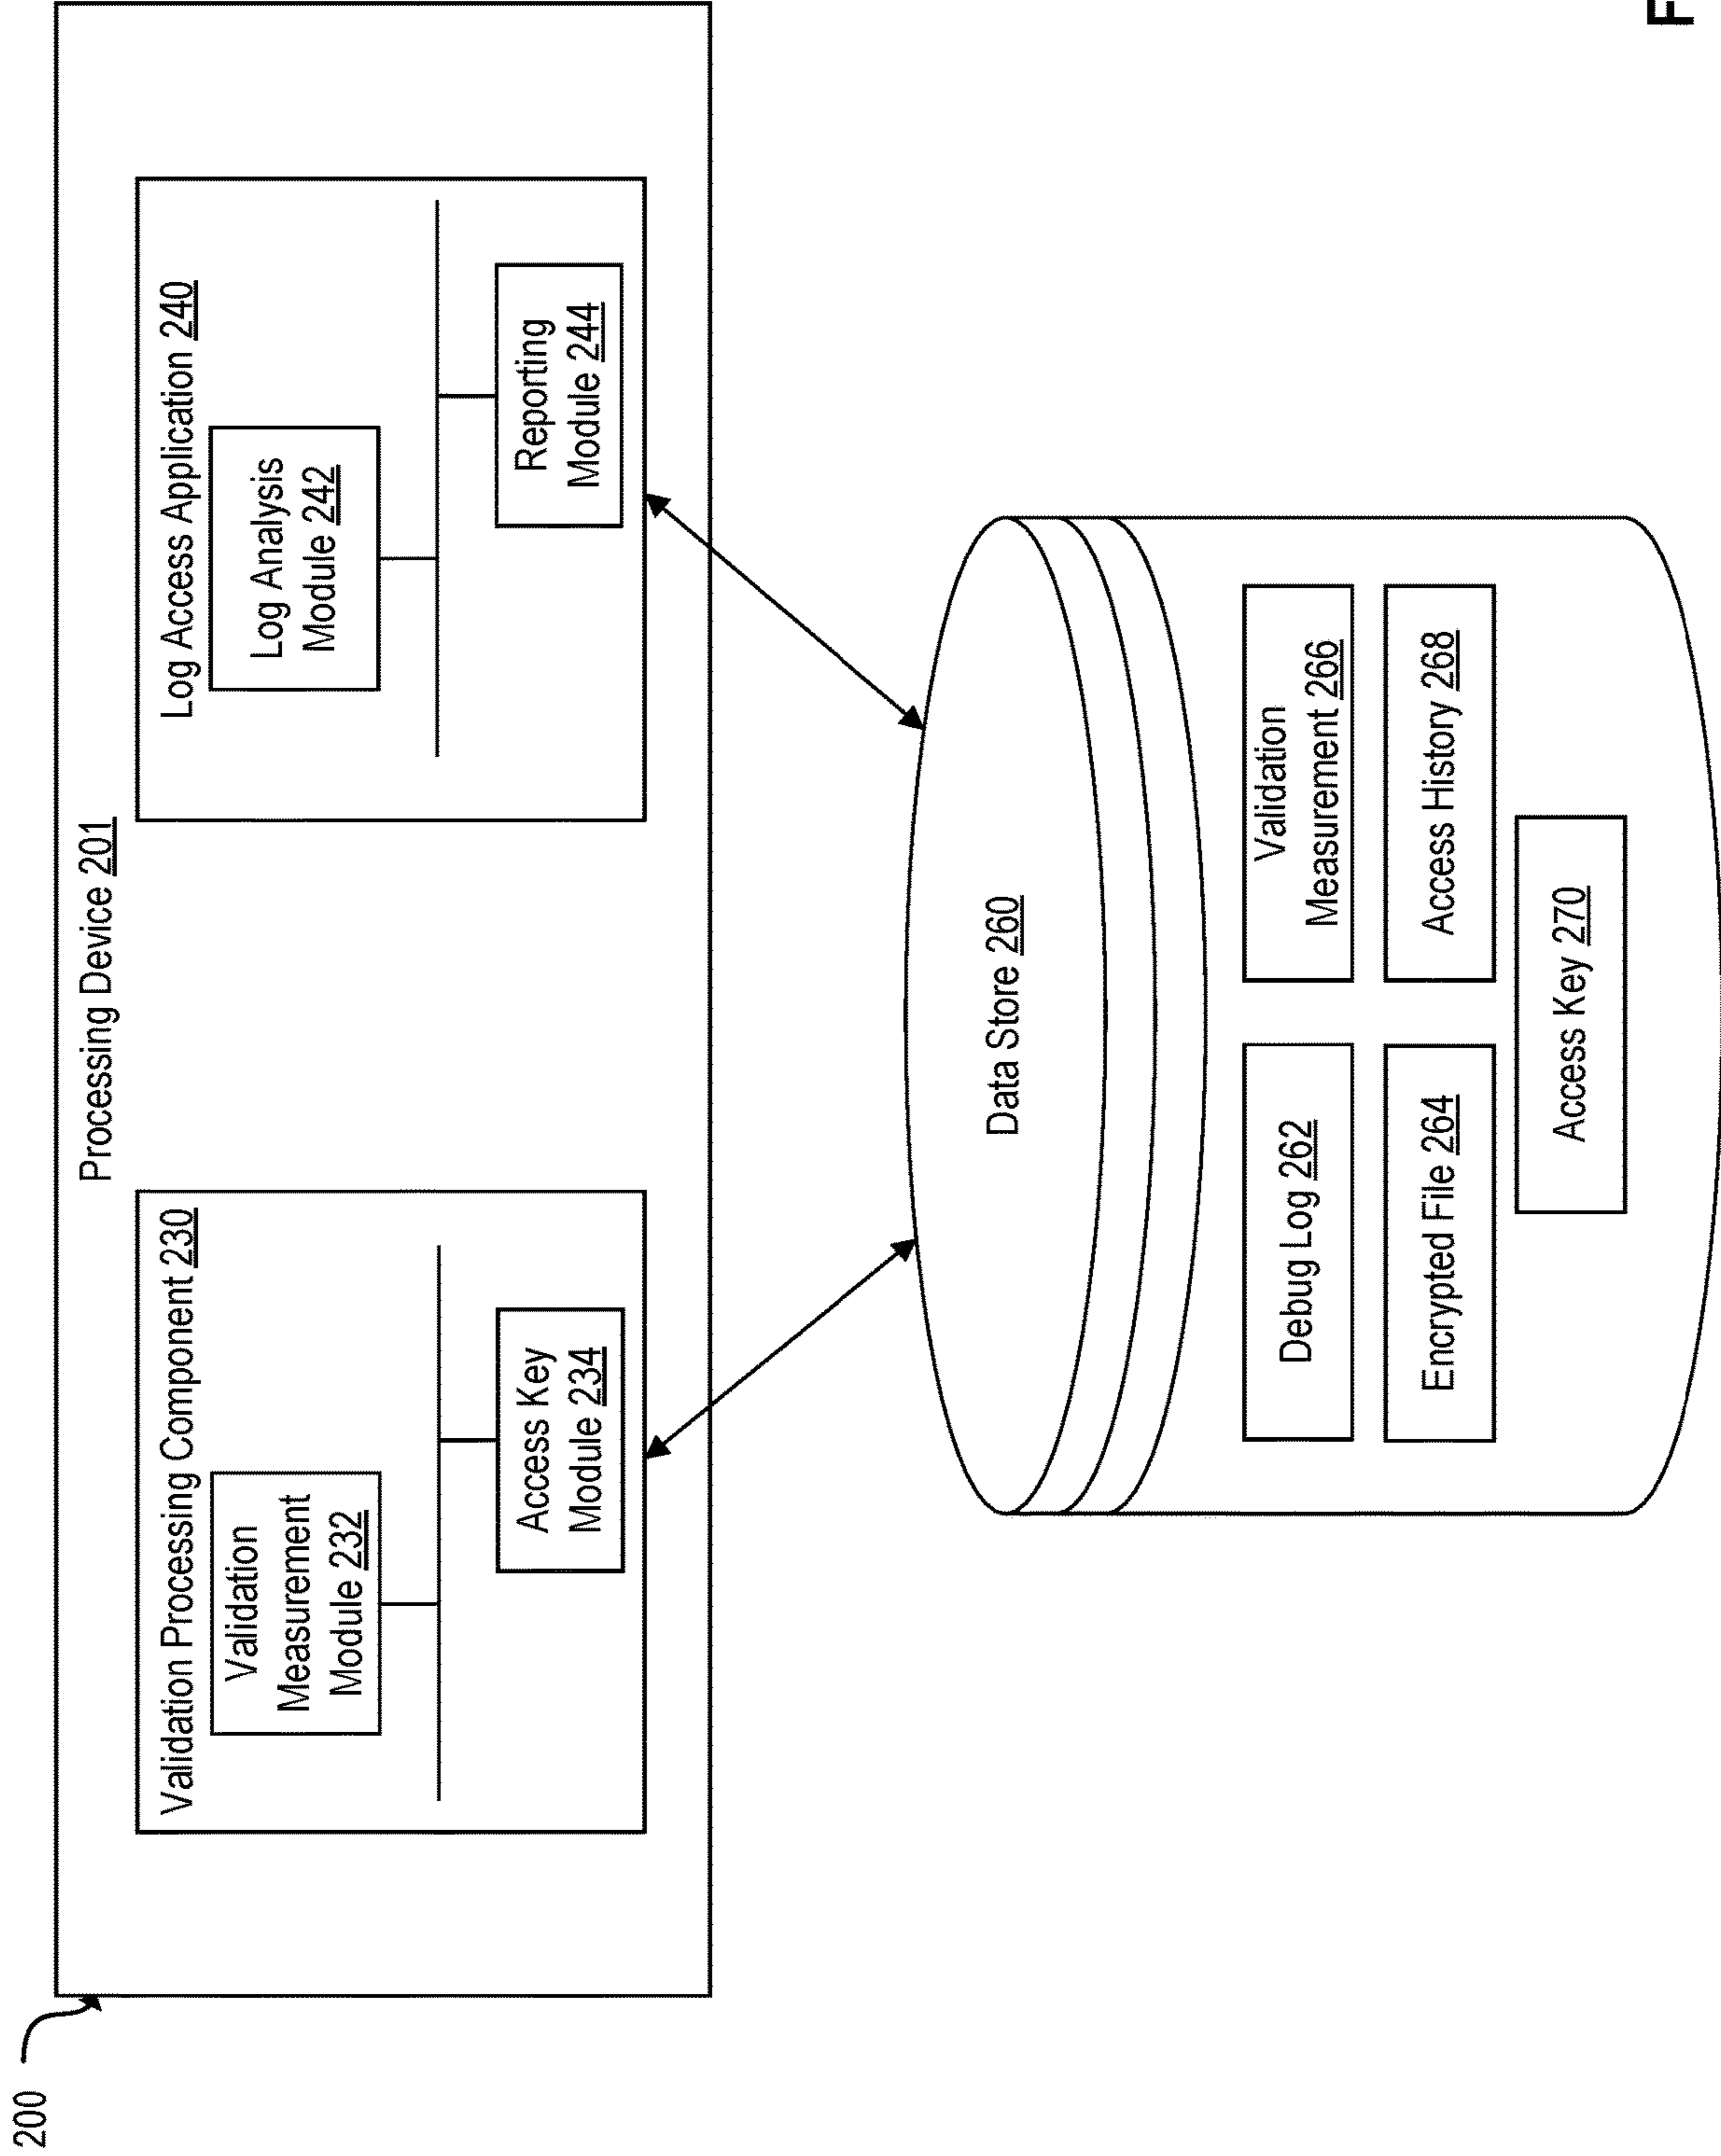 200
Processing Device 201
Validation Processing Component 230
Validation
Measurement
Module 232
Access Key
Module 234
Log Access Application 240
Log Analysis
Module 242
Reporting
Module 244
Data Store 260
Debug Log 262
Validation
Measurement 266
Encrypted File 264
Access History 268
Access Key 270
F